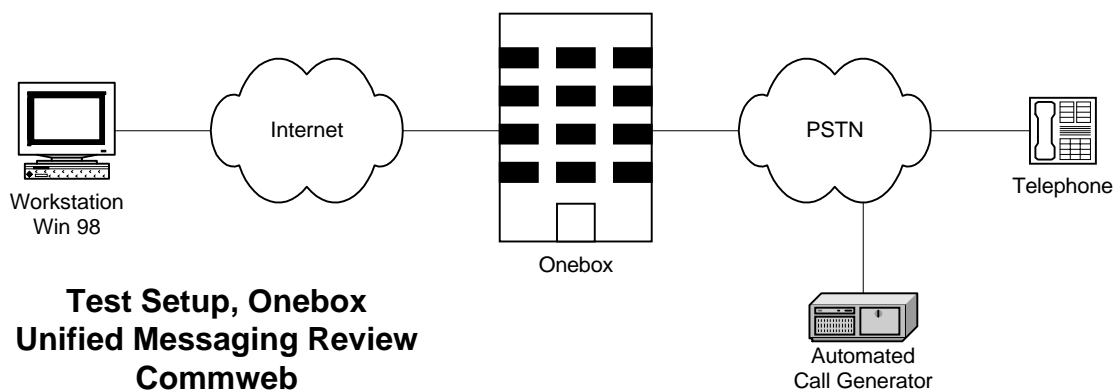 Internet
PSTN
Workstation
Win 98
Telephone
Onebox
Test Setup, Onebox
Unified Messaging Review
Commweb
Automated
Call Generator